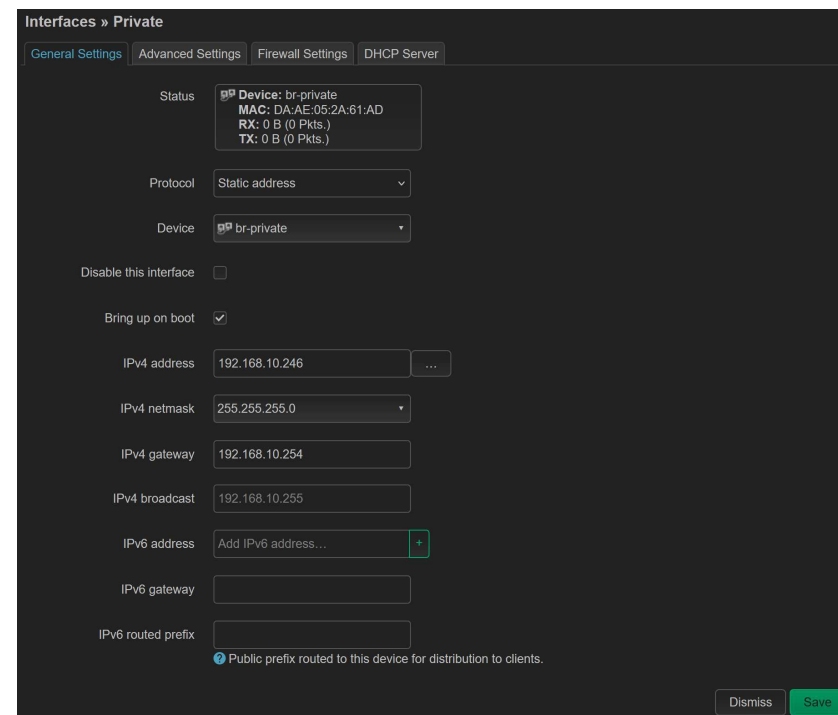 Interfaces » Private
General Settings Advanced Settings Firewall Settings DHCP Server
Status
Device: br-private
MAC: DA:AE:05:2A:61:AD
RX: 0 B (0 Pkts.)
TX: 0 B (0 Pkts.)
Protocol Static address
Device br-private
Disable this interface
Bring up on boot
IPv4 address 192.168.10.246 ...
IPv4 netmask 255.255.255.0
IPv4 gateway 192.168.10.254
IPv4 broadcast 192.168.10.255
IPv6 address Add IPv6 address… +
IPv6 gateway
IPv6 routed prefix
? Public prefix routed to this device for distribution to clients.
Dismiss Save